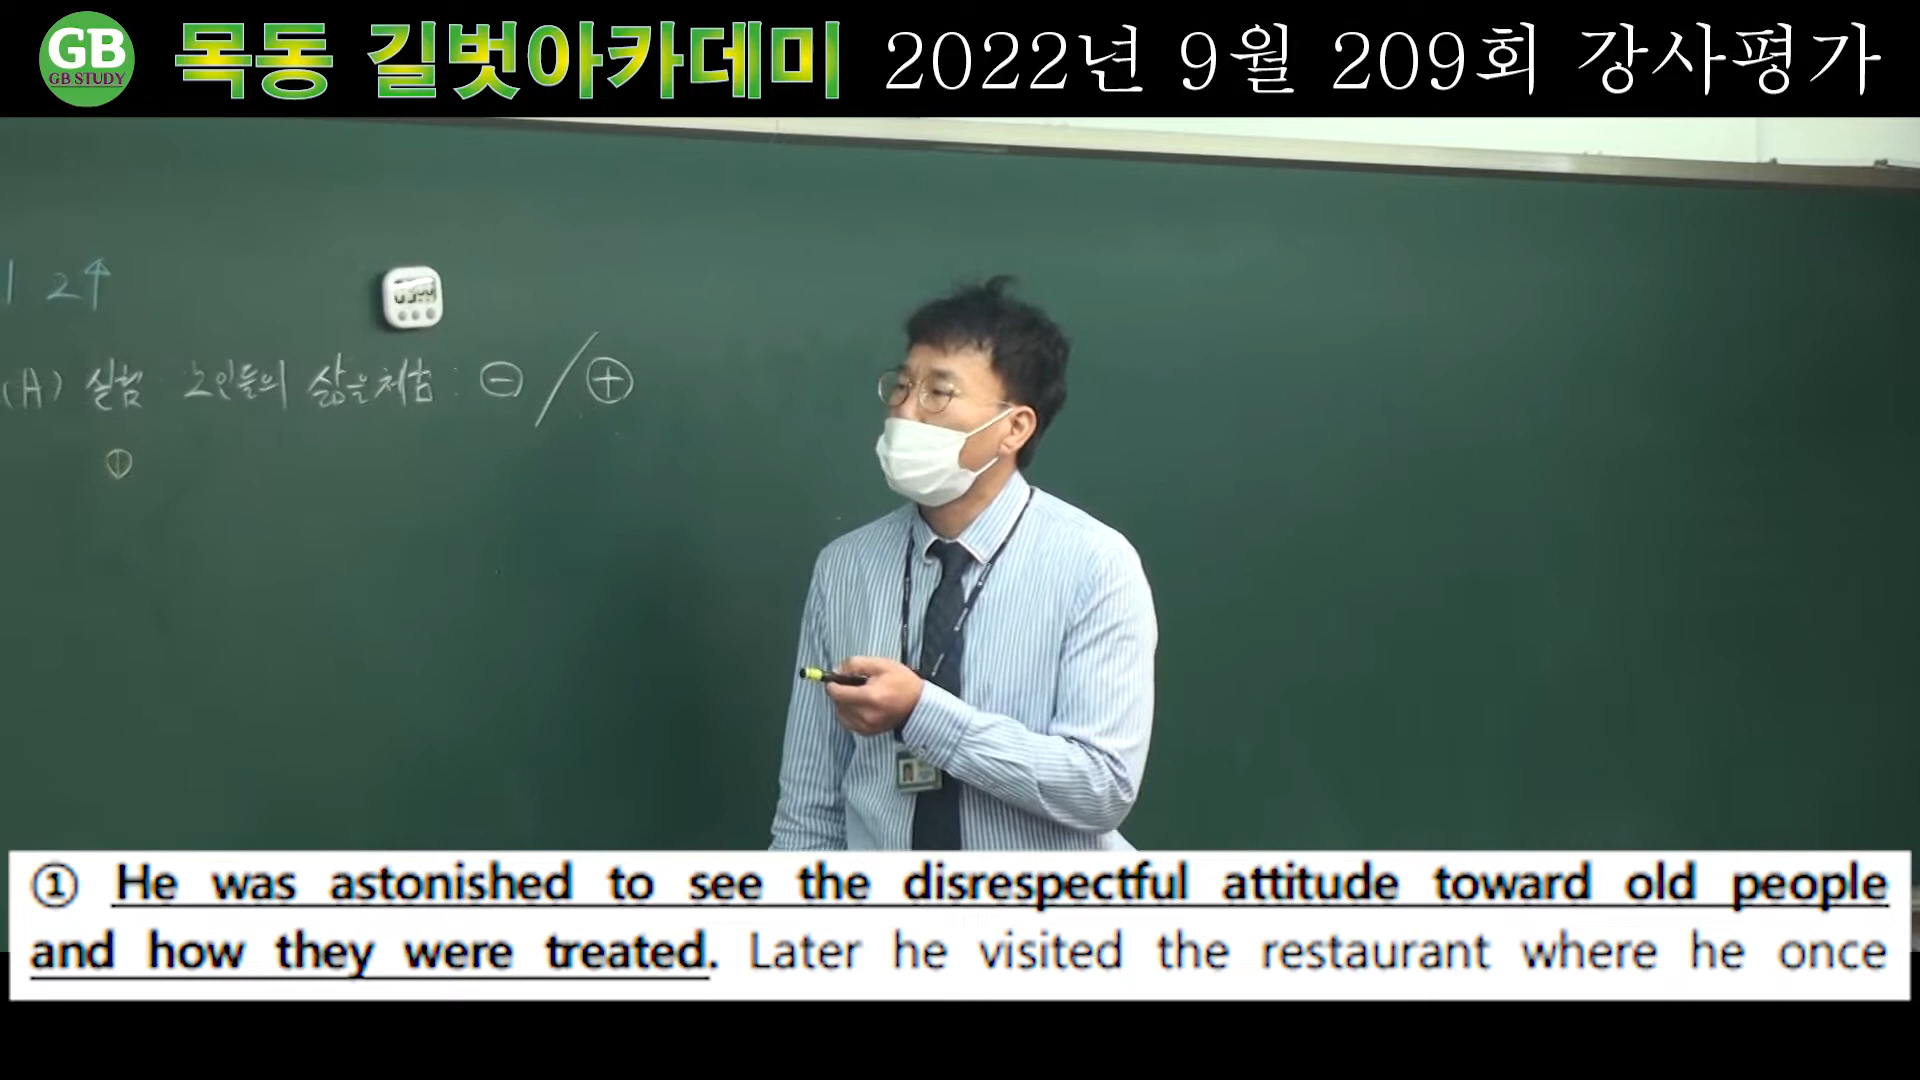 GB
GB STUDY
목동 길벗아카데미 2022년 9월 209회 강사평가
1 2↑
(A) 실험 노인들의 삶을 체험 : ⊖ / ⊕
①
① He was astonished to see the disrespectful attitude toward old people
and how they were treated. Later he visited the restaurant where he once